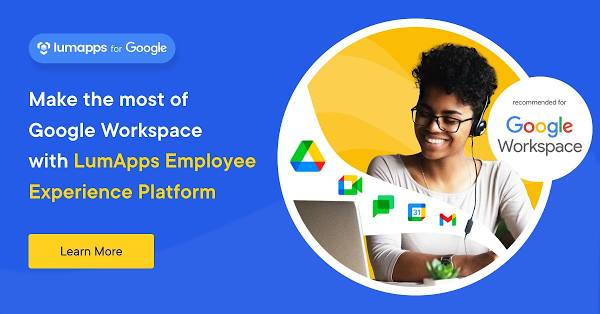 lumapps for Google
Make the most of
Google Workspace
with LumApps Employee
Experience Platform
Learn More
recommended for
Google
Workspace
31